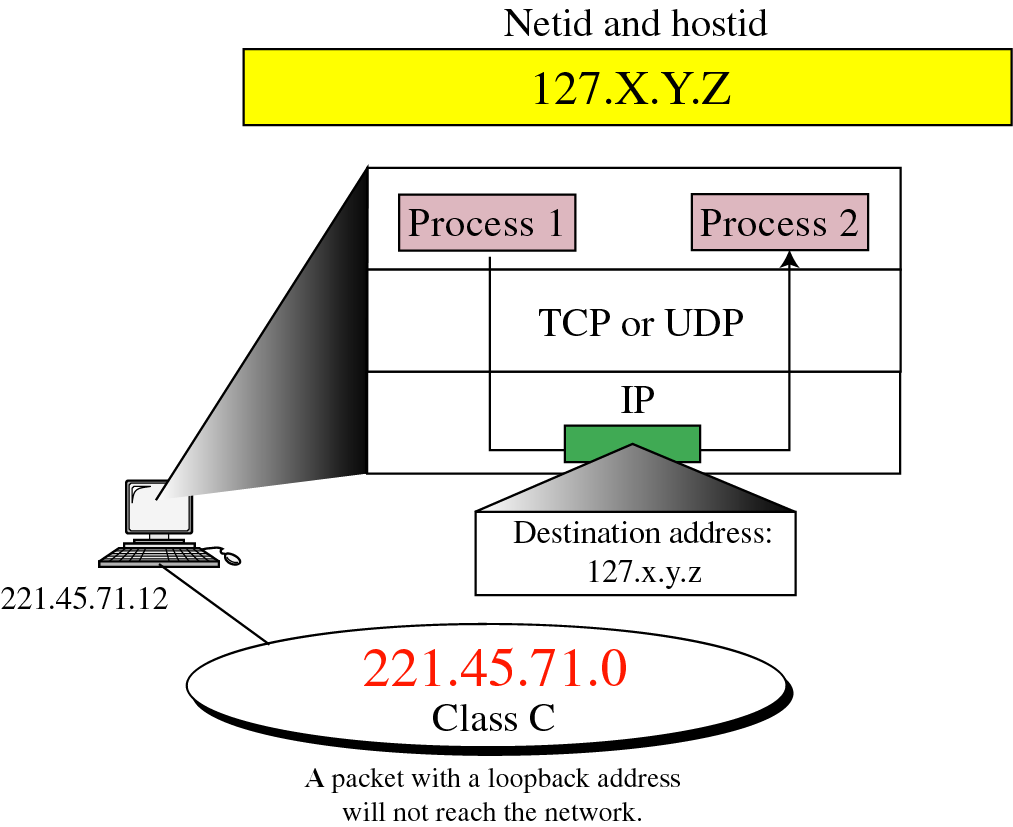 Netid and hostid
127.X.Y.Z
Process 1
Process 2
TCP or UDP
IP
Destination address:
127.x.y.z
221.45.71.12
221.45.71.0
Class C
A packet with a loopback address
will not reach the network.